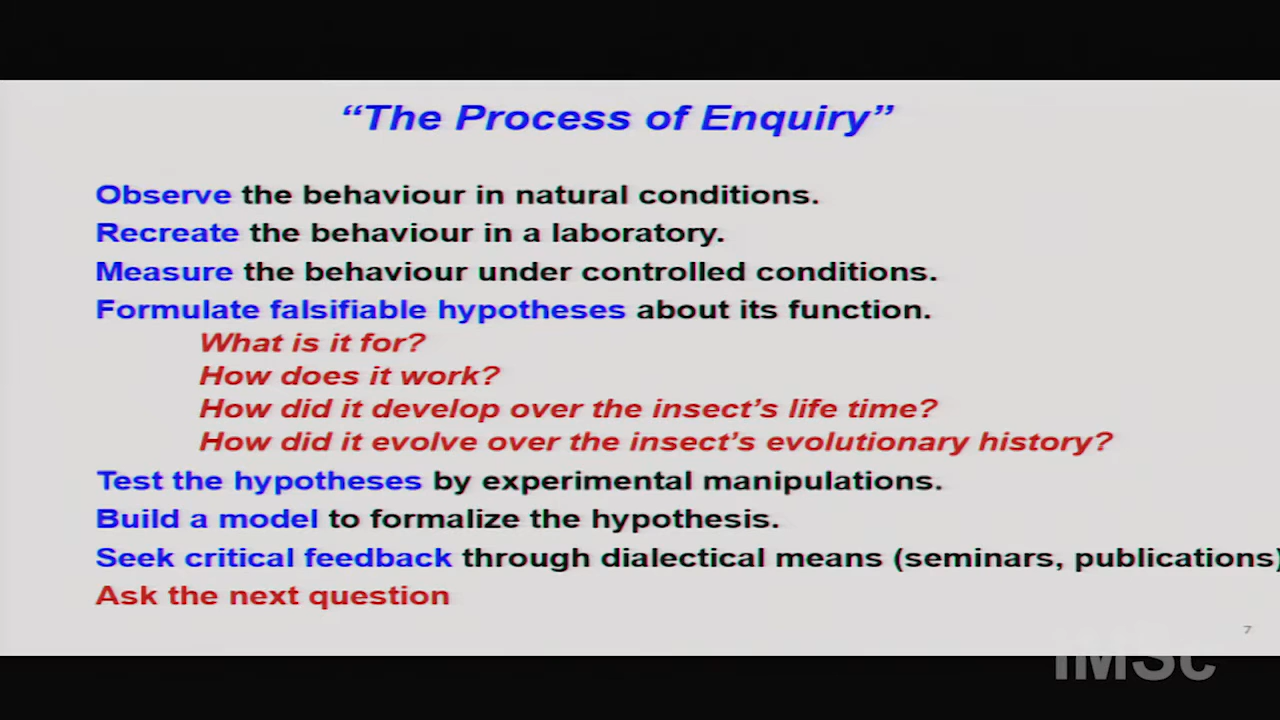 “The Process of Enquiry”
Observe the behaviour in natural conditions.
Recreate the behaviour in a laboratory.
Measure the behaviour under controlled conditions.
Formulate falsifiable hypotheses about its function.
What is it for?
How does it work?
How did it develop over the insect’s life time?
How did it evolve over the insect’s evolutionary history?
Test the hypotheses by experimental manipulations.
Build a model to formalize the hypothesis.
Seek critical feedback through dialectical means (seminars, publications)
Ask the next question
7
iMSc